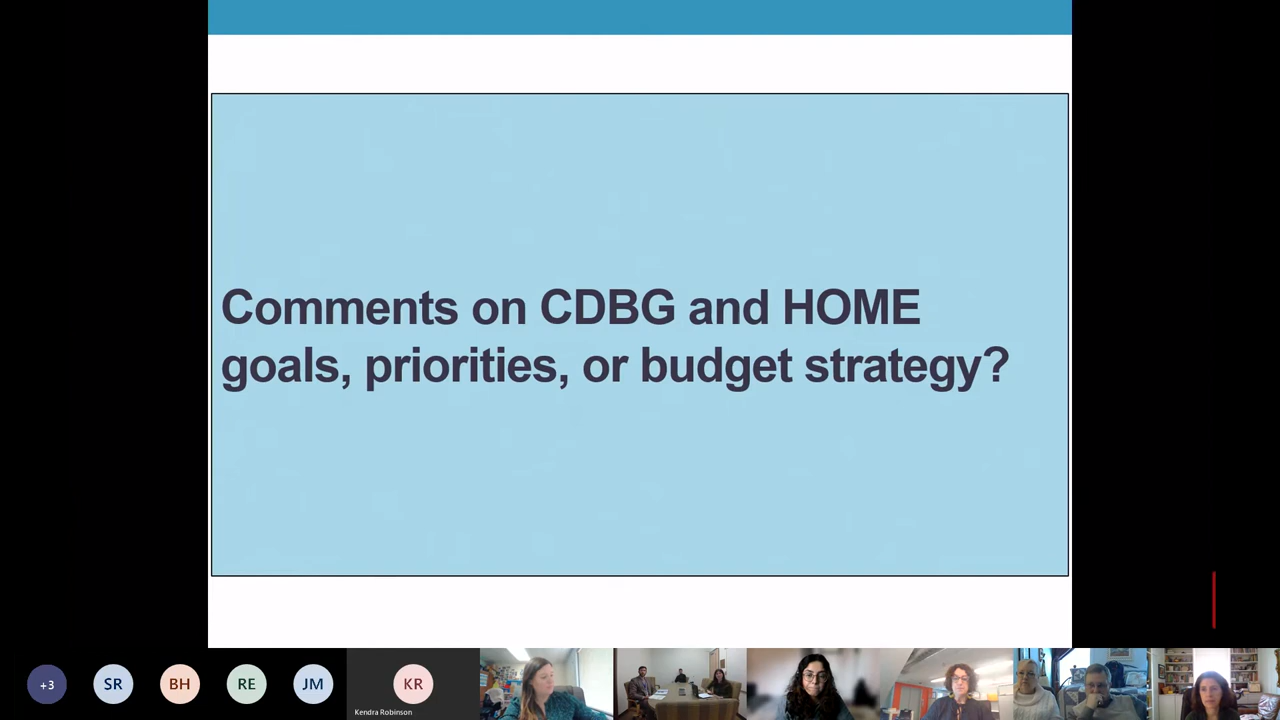 Comments on CDBG and HOME
goals, priorities, or budget strategy?
+3
SR
BH
RE
JM
KR
Kendra Robinson